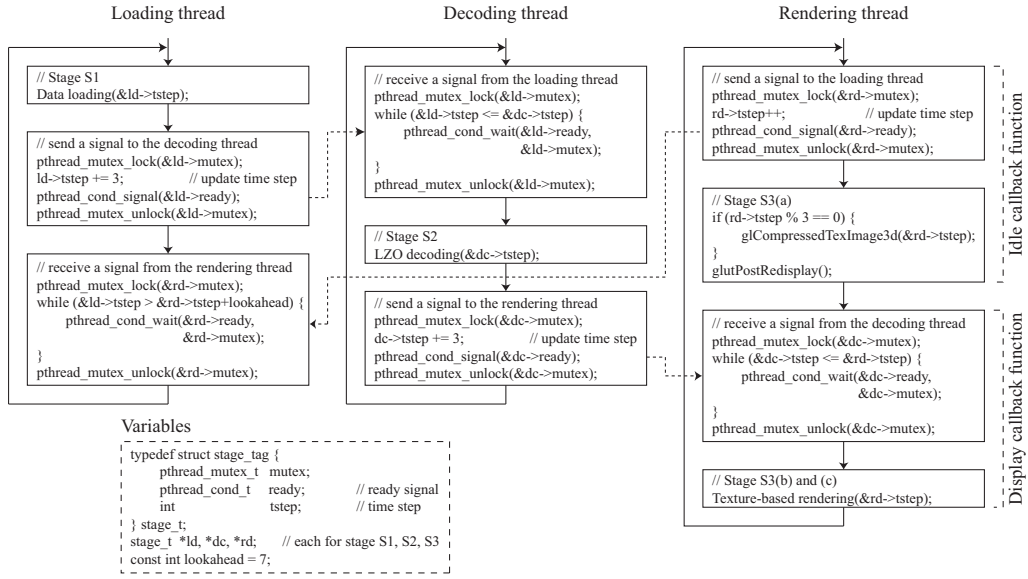 Loading thread
// Stage S1
Data loading(&ld->tstep);
// send a signal to the decoding thread
pthread_mutex_lock(&ld->mutex);
ld->tstep += 3; // update time step
pthread_cond_signal(&ld->ready);
pthread_mutex_unlock(&ld->mutex);
// receive a signal from the rendering thread
pthread_mutex_lock(&rd->mutex);
while (&ld->tstep > &rd->tstep+lookahead) {
pthread_cond_wait(&rd->ready,
&rd->mutex);
}
pthread_mutex_unlock(&rd->mutex);
Decoding thread
// receive a signal from the loading thread
pthread_mutex_lock(&ld->mutex);
while (&ld->tstep <= &dc->tstep) {
pthread_cond_wait(&ld->ready,
&ld->mutex);
}
pthread_mutex_unlock(&ld->mutex);
// Stage S2
LZO decoding(&dc->tstep);
// send a signal to the rendering thread
pthread_mutex_lock(&dc->mutex);
dc->tstep += 3; // update time step
pthread_cond_signal(&dc->ready);
pthread_mutex_unlock(&dc->mutex);
Rendering thread
// send a signal to the loading thread
pthread_mutex_lock(&rd->mutex);
rd->tstep++; // update time step
pthread_cond_signal(&rd->ready);
pthread_mutex_unlock(&rd->mutex);
// Stage S3(a)
if (rd->tstep % 3 == 0) {
glCompressedTexImage3d(&rd->tstep);
}
glutPostRedisplay();
// receive a signal from the decoding thread
pthread_mutex_lock(&dc->mutex);
while (&dc->tstep <= &rd->tstep) {
pthread_cond_wait(&dc->ready,
&dc->mutex);
}
pthread_mutex_unlock(&dc->mutex);
// Stage S3(b) and (c)
Texture-based rendering(&rd->tstep);
Idle callback function
Display callback function
Variables
typedef struct stage_tag {
pthread_mutex_t mutex;
pthread_cond_t ready; // ready signal
int tstep; // time step
} stage_t;
stage_t *ld, *dc, *rd; // each for stage S1, S2, S3
const int lookahead = 7;